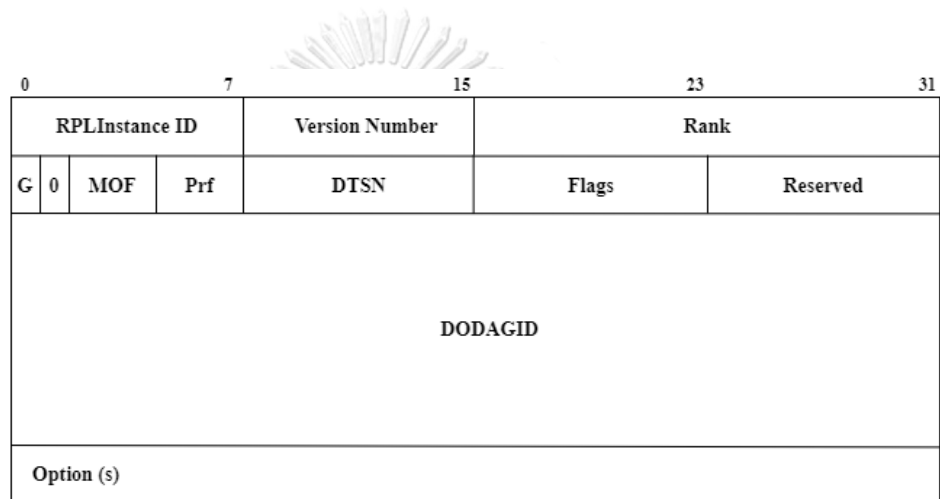 0 7 15 23 31
RPLInstance ID Version Number Rank
G 0 MOF Prf DTSN Flags Reserved
DODAGID
Option (s)